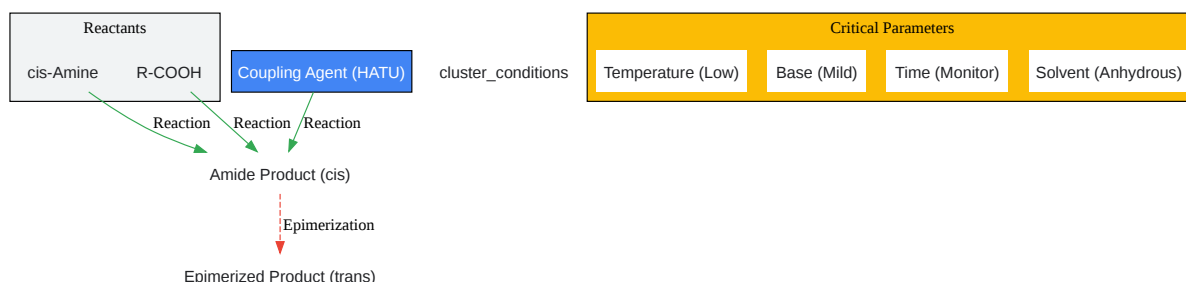 Reactants
Critical Parameters
cis-Amine
R-COOH
Coupling Agent (HATU)
cluster_conditions
Temperature (Low)
Base (Mild)
Time (Monitor)
Solvent (Anhydrous)
Reaction
Reaction
Reaction
Amide Product (cis)
Epimerization
Epimerized Product (trans)